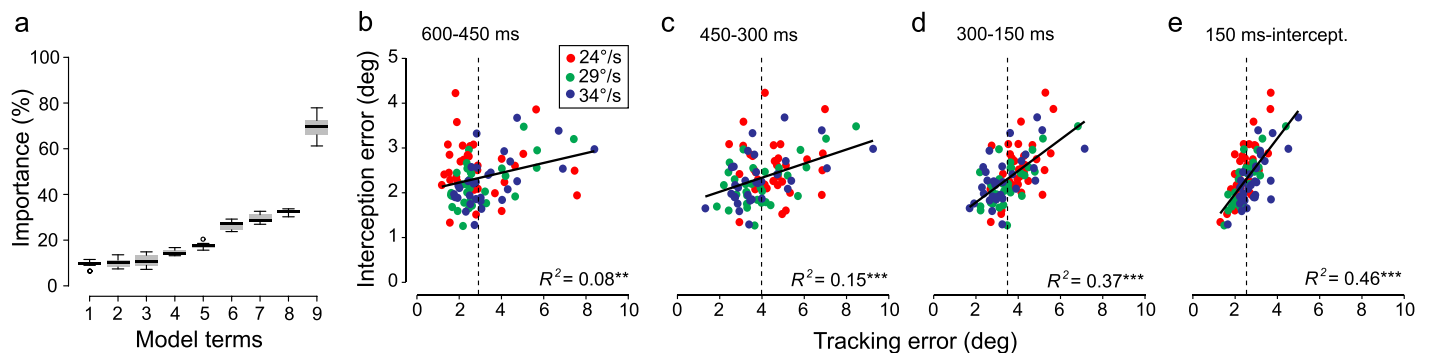 a
100
80
60
40
20
0
Importance (%)
1 2 3 4 5 6 7 8 9
Model terms
b
600-450 ms
24°/s
29°/s
34°/s
5
4
3
2
1
0
Interception error (deg)
R² = 0.08**
0 2 4 6 8 10
c
450-300 ms
R² = 0.15***
0 2 4 6 8 10
d
300-150 ms
R² = 0.37***
0 2 4 6 8 10
e
150 ms-intercept.
R² = 0.46***
0 2 4 6 8 10
Tracking error (deg)